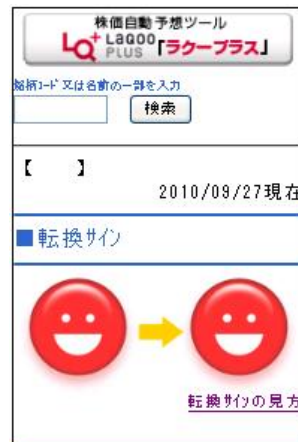 株価自動予想ツール
LQ+ LaGOO PLUS「ラクープラス」
銘柄コード又は名前の一部を入力
検索
【 】
2010/09/27現在
■転換サイン
転換サインの見方